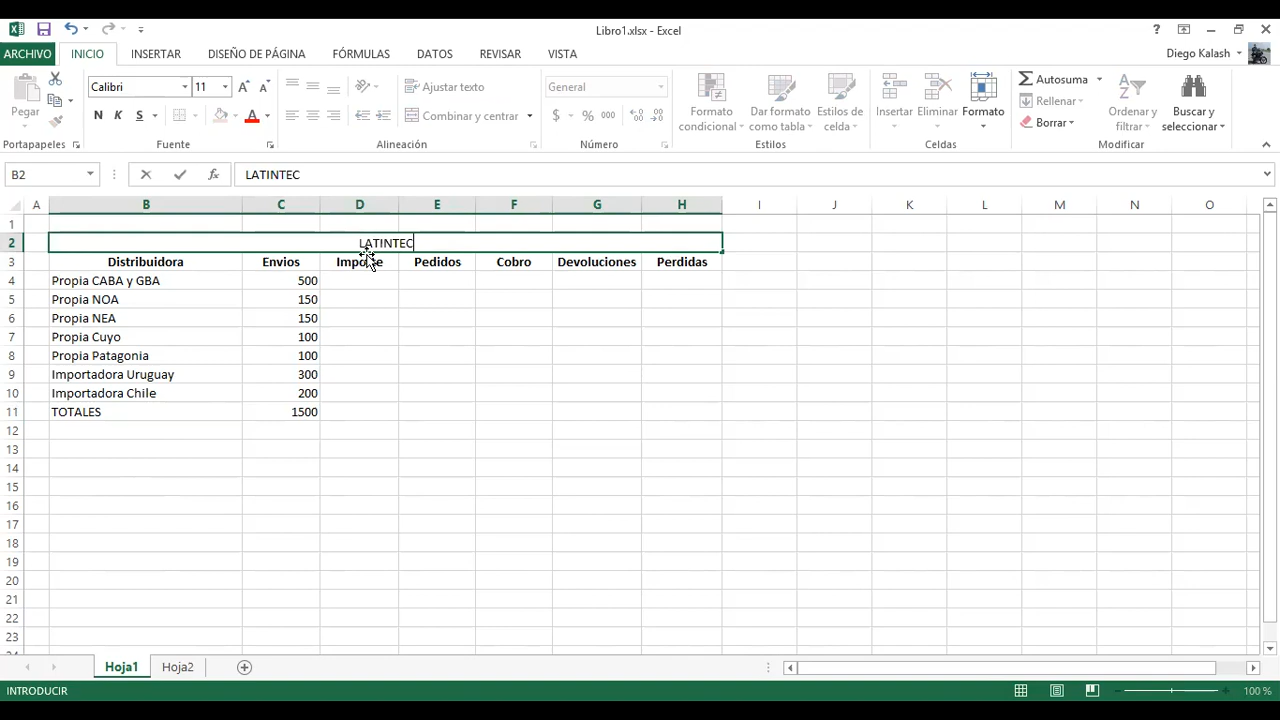 Libro1.xlsx - Excel
ARCHIVO INICIO INSERTAR DISEÑO DE PÁGINA FÓRMULAS DATOS REVISAR VISTA Diego Kalash
Pegar
Portapapeles
Calibri 11
N K S A
Fuente
Ajustar texto
Combinar y centrar
Alineación
General
$ % 000
Número
Formato condicional
Dar formato como tabla
Estilos de celda
Estilos
Insertar Eliminar Formato
Celdas
Autosuma
Rellenar
Borrar
Ordenar y filtrar
Buscar y seleccionar
Modificar
B2 fx LATINTEC
A B C D E F G H I J K L M N O
1
2 LATINTEC
3 Distribuidora Envios Importe Pedidos Cobro Devoluciones Perdidas
4 Propia CABA y GBA 500
5 Propia NOA 150
6 Propia NEA 150
7 Propia Cuyo 100
8 Propia Patagonia 100
9 Importadora Uruguay 300
10 Importadora Chile 200
11 TOTALES 1500
12
13
14
15
16
17
18
19
20
21
22
23
Hoja1 Hoja2
INTRODUCIR 100 %